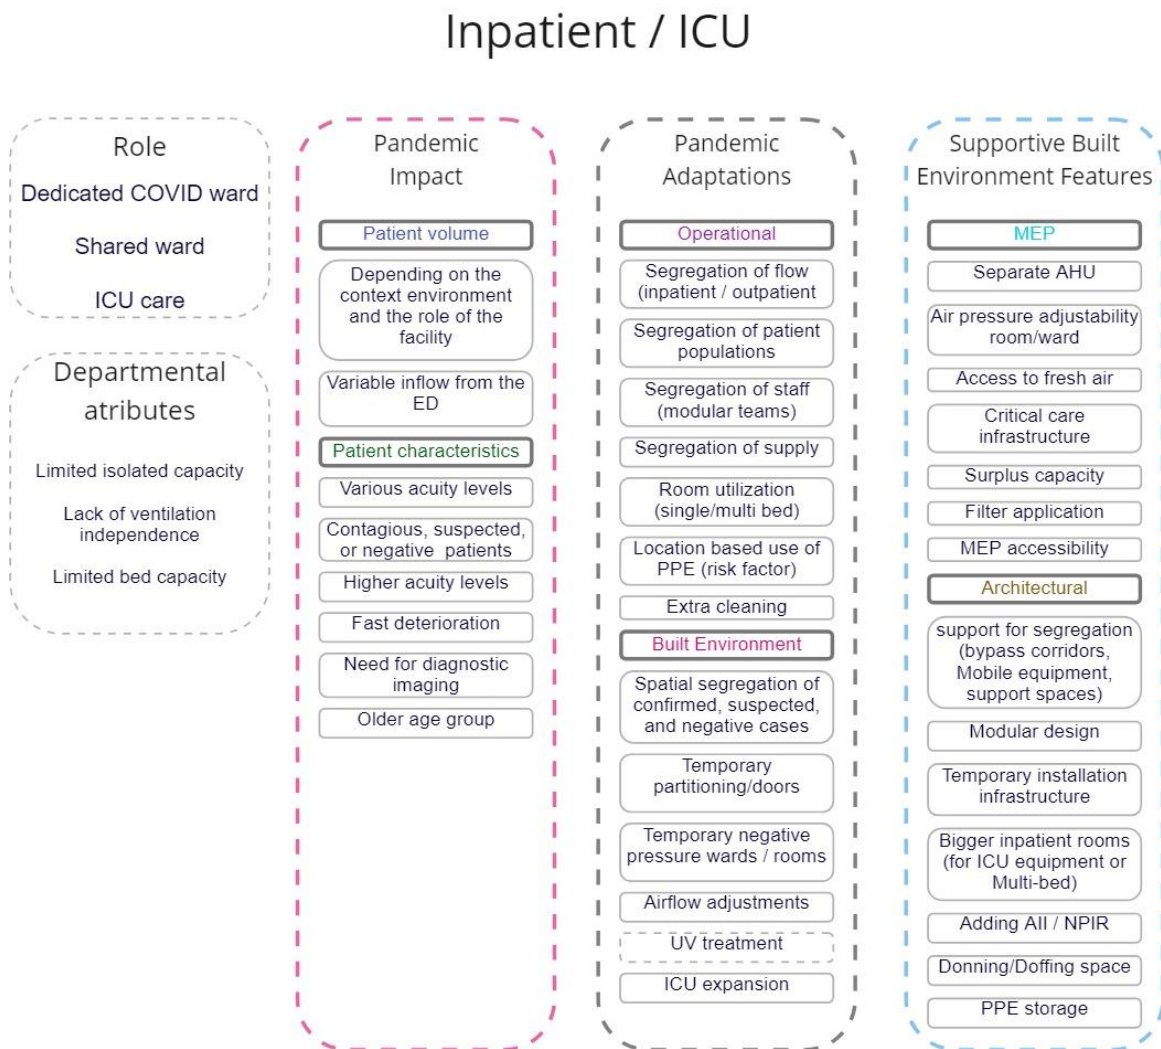 Inpatient / ICU
Role
Dedicated COVID ward
Shared ward
ICU care
Departmental
atributes
Limited isolated capacity
Lack of ventilation
independence
Limited bed capacity
Pandemic
Impact
Patient volume
Depending on the
context environment
and the role of the
facility
Variable inflow from the
ED
Patient characteristics
Various acuity levels
Contagious, suspected,
or negative patients
Higher acuity levels
Fast deterioration
Need for diagnostic
imaging
Older age group
Pandemic
Adaptations
Operational
Segregation of flow
(inpatient / outpatient
Segregation of patient
populations
Segregation of staff
(modular teams)
Segregation of supply
Room utilization
(single/multi bed)
Location based use of
PPE (risk factor)
Extra cleaning
Built Environment
Spatial segregation of
confirmed, suspected,
and negative cases
Temporary
partitioning/doors
Temporary negative
pressure wards / rooms
Airflow adjustments
UV treatment
ICU expansion
Supportive Built
Environment Features
MEP
Separate AHU
Air pressure adjustability
room/ward
Access to fresh air
Critical care
infrastructure
Surplus capacity
Filter application
MEP accessibility
Architectural
support for segregation
(bypass corridors,
Mobile equipment,
support spaces)
Modular design
Temporary installation
infrastructure
Bigger inpatient rooms
(for ICU equipment or
Multi-bed)
Adding AII / NPIR
Donning/Doffing space
PPE storage